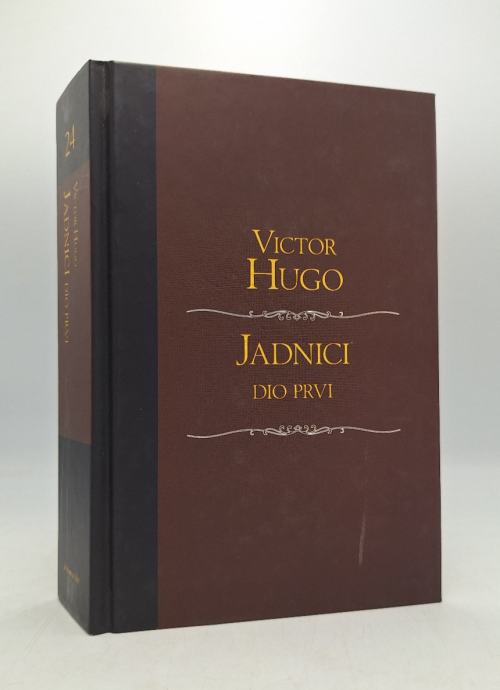 24
VICTOR HUGO
JADNICI DIO PRVI
VICTOR
HUGO
JADNICI
DIO PRVI